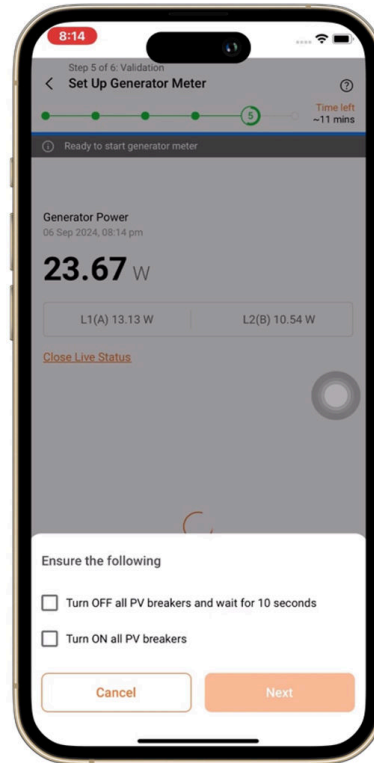 8:14
Step 5 of 6: Validation
Set Up Generator Meter
5
Time left
~11 mins
Ready to start generator meter
Generator Power
06 Sep 2024, 08:14 pm
23.67 W
L1(A) 13.13 W
L2(B) 10.54 W
Close Live Status
Ensure the following
Turn OFF all PV breakers and wait for 10 seconds
Turn ON all PV breakers
Cancel
Next